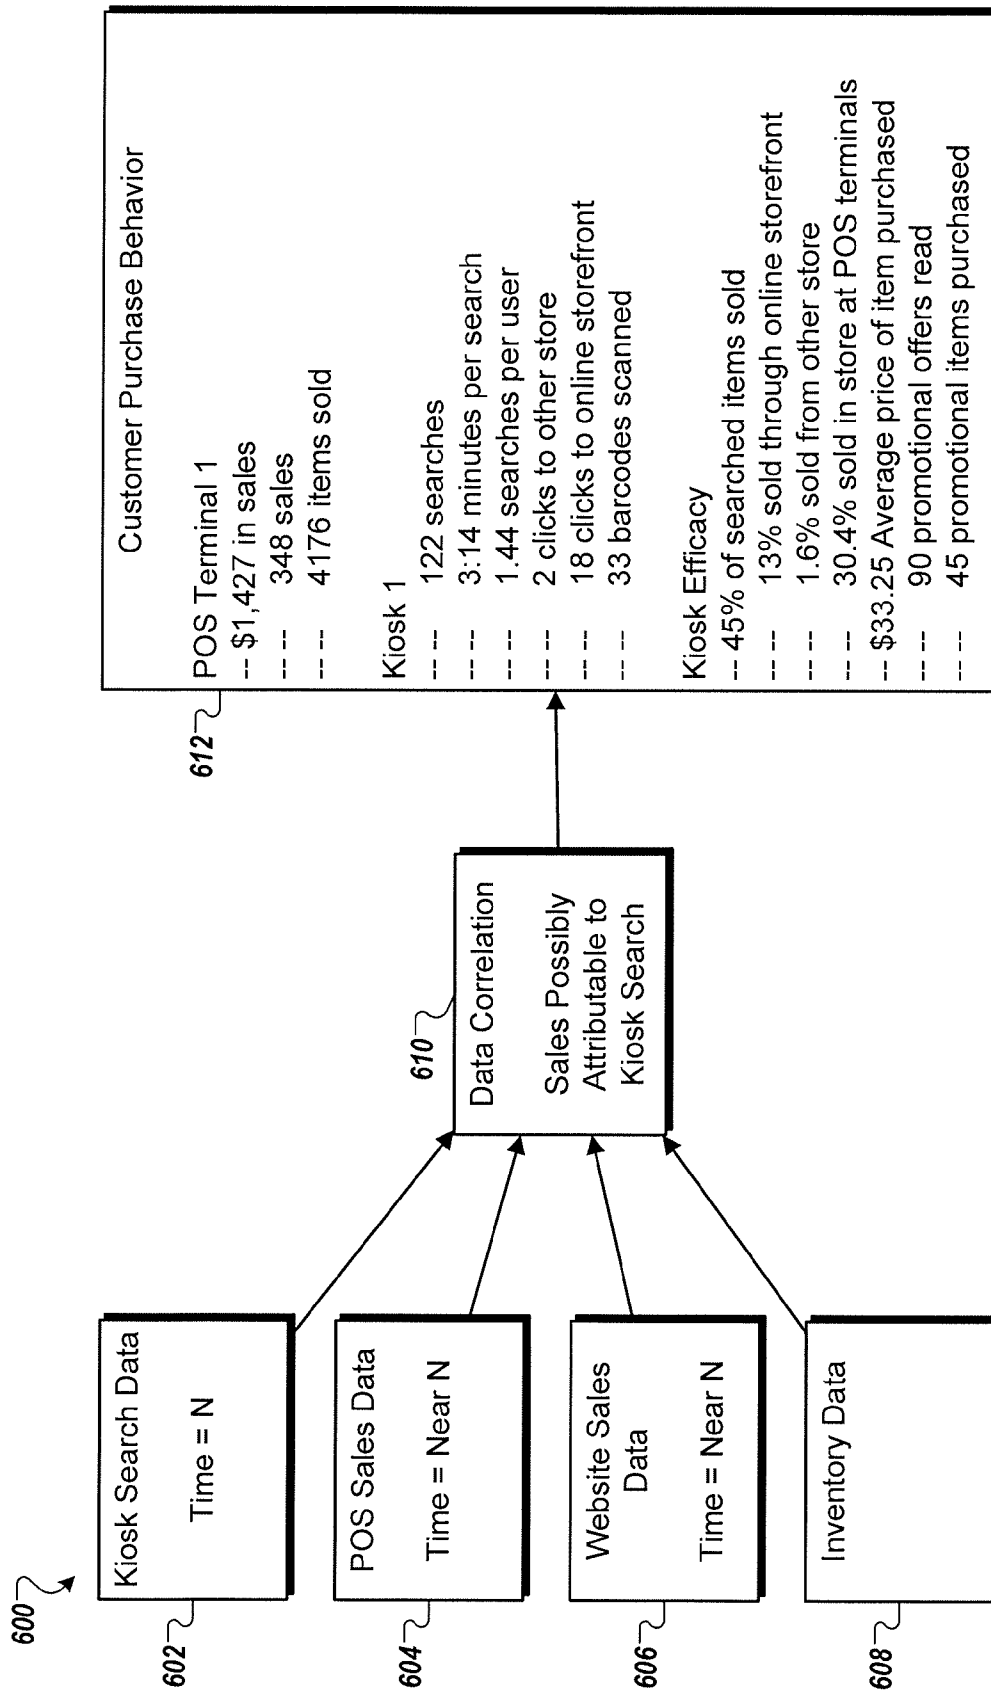 600
602
Kiosk Search Data
Time = N
604
POS Sales Data
Time = Near N
606
Website Sales
Data
Time = Near N
608
Inventory Data
610
Data Correlation
Sales Possibly
Attributable to
Kiosk Search
612
Customer Purchase Behavior
POS Terminal 1
-- $1,427 in sales
-- -- 348 sales
-- -- 4176 items sold
Kiosk 1
-- -- 122 searches
-- -- 3:14 minutes per search
-- -- 1.44 searches per user
-- -- 2 clicks to other store
-- -- 18 clicks to online storefront
-- -- 33 barcodes scanned
Kiosk Efficacy
-- 45% of searched items sold
-- -- 13% sold through online storefront
-- -- 1.6% sold from other store
-- -- 30.4% sold in store at POS terminals
-- $33.25 Average price of item purchased
-- -- 90 promotional offers read
-- -- 45 promotional items purchased